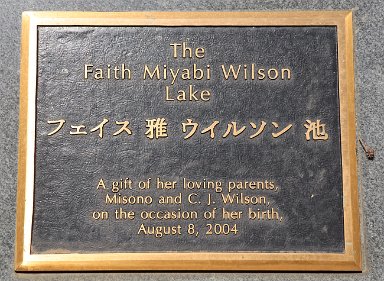 The
Faith Miyabi Wilson
Lake
フェイス 雅 ウイルソン 池
A gift of her loving parents,
Misono and C. J. Wilson,
on the occasion of her birth,
August 8, 2004